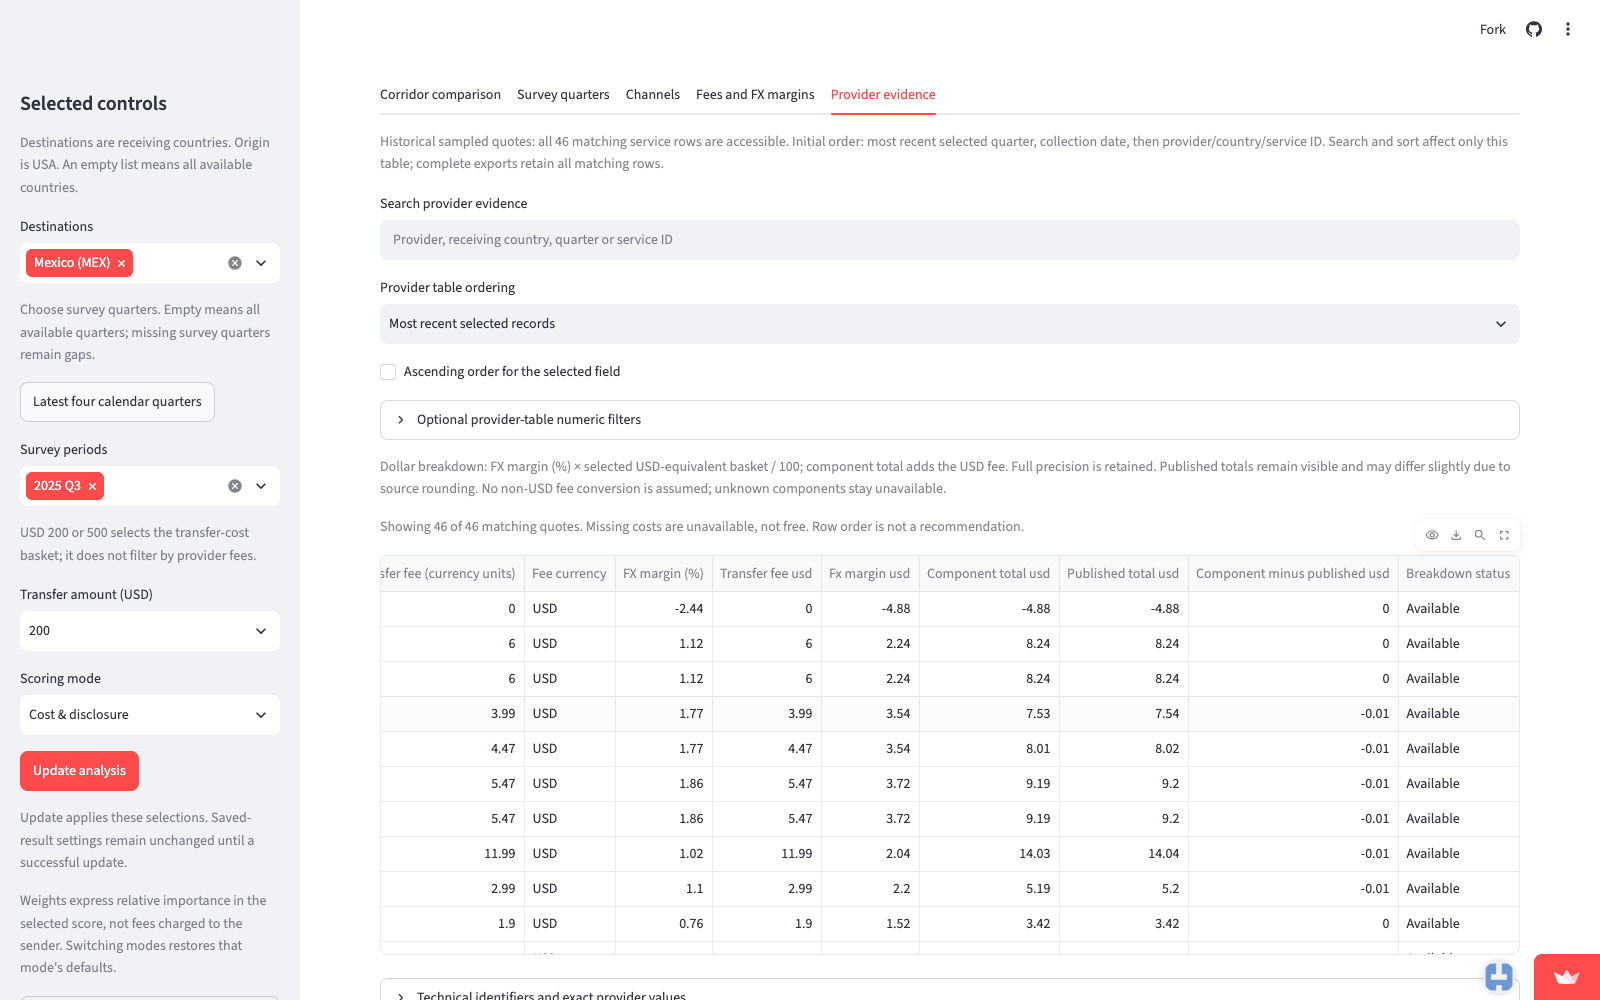 Fork
Selected controls
Destinations are receiving countries. Origin
is USA. An empty list means all available
countries.
Destinations
Mexico (MEX)
Choose survey quarters. Empty means all
available quarters; missing survey quarters
remain gaps.
Latest four calendar quarters
Survey periods
2025 Q3
USD 200 or 500 selects the transfer-cost
basket; it does not filter by provider fees.
Transfer amount (USD)
200
Scoring mode
Cost & disclosure
Update analysis
Update applies these selections. Saved-
result settings remain unchanged until a
successful update.
Weights express relative importance in the
selected score, not fees charged to the
sender. Switching modes restores that
mode's defaults.
Corridor comparison Survey quarters Channels Fees and FX margins Provider evidence
Historical sampled quotes: all 46 matching service rows are accessible. Initial order: most recent selected quarter, collection date, then provider/country/service ID. Search and sort affect only this
table; complete exports retain all matching rows.
Search provider evidence
Provider, receiving country, quarter or service ID
Provider table ordering
Most recent selected records
Ascending order for the selected field
Optional provider-table numeric filters
Dollar breakdown: FX margin (%) × selected USD-equivalent basket / 100; component total adds the USD fee. Full precision is retained. Published totals remain visible and may differ slightly due to
source rounding. No non-USD fee conversion is assumed; unknown components stay unavailable.
Showing 46 of 46 matching quotes. Missing costs are unavailable, not free. Row order is not a recommendation.
sfer fee (currency units) Fee currency FX margin (%) Transfer fee usd Fx margin usd Component total usd Published total usd Component minus published usd Breakdown status
0 USD -2.44 0 -4.88 -4.88 -4.88 0 Available
6 USD 1.12 6 2.24 8.24 8.24 0 Available
6 USD 1.12 6 2.24 8.24 8.24 0 Available
3.99 USD 1.77 3.99 3.54 7.53 7.54 -0.01 Available
4.47 USD 1.77 4.47 3.54 8.01 8.02 -0.01 Available
5.47 USD 1.86 5.47 3.72 9.19 9.2 -0.01 Available
5.47 USD 1.86 5.47 3.72 9.19 9.2 -0.01 Available
11.99 USD 1.02 11.99 2.04 14.03 14.04 -0.01 Available
2.99 USD 1.1 2.99 2.2 5.19 5.2 -0.01 Available
1.9 USD 0.76 1.9 1.52 3.42 3.42 0 Available
Technical identifiers and exact provider values